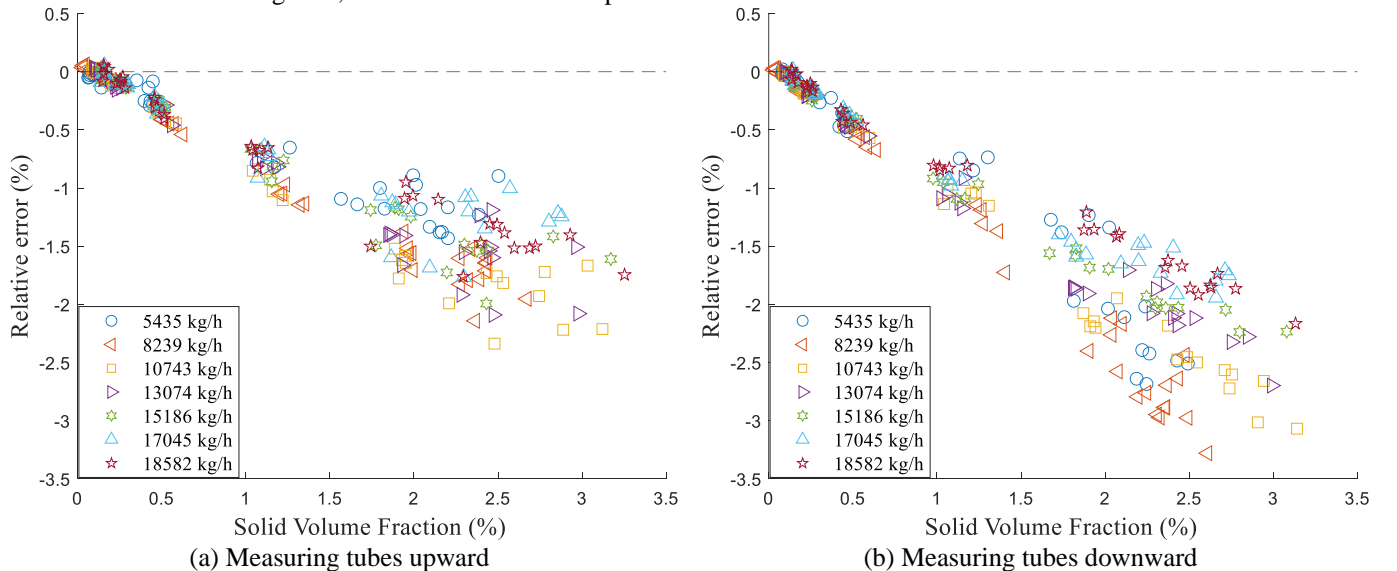 0.5
0
-0.5
-1
-1.5
-2
-2.5
-3
-3.5
Relative error (%)
5435 kg/h
8239 kg/h
10743 kg/h
13074 kg/h
15186 kg/h
17045 kg/h
18582 kg/h
0 0.5 1 1.5 2 2.5 3 3.5
Solid Volume Fraction (%)
(a) Measuring tubes upward
0.5
0
-0.5
-1
-1.5
-2
-2.5
-3
-3.5
Relative error (%)
5435 kg/h
8239 kg/h
10743 kg/h
13074 kg/h
15186 kg/h
17045 kg/h
18582 kg/h
0 0.5 1 1.5 2 2.5 3 3.5
Solid Volume Fraction (%)
(b) Measuring tubes downward